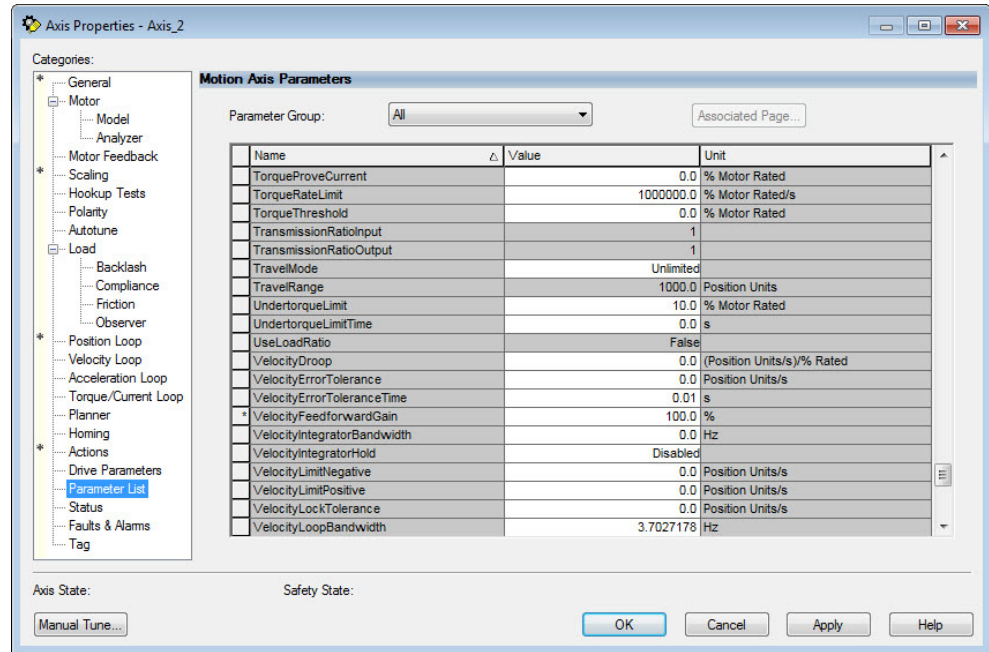 Axis Properties - Axis_2
Categories:
* General
Motor
Model
Analyzer
Motor Feedback
* Scaling
Hookup Tests
Polarity
Autotune
Load
Backlash
Compliance
Friction
Observer
* Position Loop
Velocity Loop
Acceleration Loop
Torque/Current Loop
Planner
Homing
* Actions
Drive Parameters
Parameter List
Status
Faults & Alarms
Tag
Motion Axis Parameters
Parameter Group: All Associated Page...
Name Value Unit
TorqueProveCurrent 0.0 % Motor Rated
TorqueRateLimit 1000000.0 % Motor Rated/s
TorqueThreshold 0.0 % Motor Rated
TransmissionRatioInput 1
TransmissionRatioOutput 1
TravelMode Unlimited
TravelRange 1000.0 Position Units
UndertorqueLimit 10.0 % Motor Rated
UndertorqueLimitTime 0.0 s
UseLoadRatio False
VelocityDroop 0.0 (Position Units/s)/% Rated
VelocityErrorTolerance 0.0 Position Units/s
VelocityErrorToleranceTime 0.01 s
* VelocityFeedforwardGain 100.0 %
VelocityIntegratorBandwidth 0.0 Hz
VelocityIntegratorHold Disabled
VelocityLimitNegative 0.0 Position Units/s
VelocityLimitPositive 0.0 Position Units/s
VelocityLockTolerance 0.0 Position Units/s
VelocityLoopBandwidth 3.7027178 Hz
Axis State: Safety State:
Manual Tune... OK Cancel Apply Help